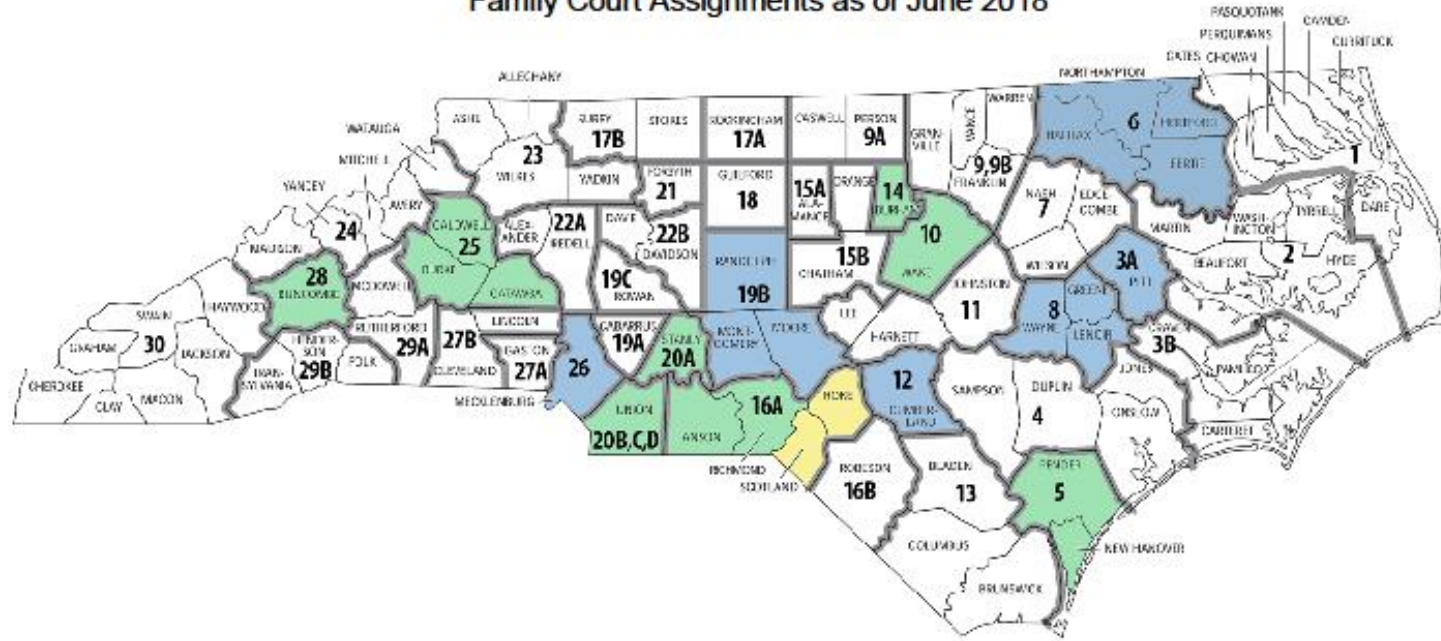 Family Court Assignments as of June 2018
PASQUOTANK
CAMDEN
PERQUIMANS
CURRITUCK
GATES CHOWAN
ALLEGHANY
NORTHAMPTON
WARREN
ASHE
SURRY
17B
STOKES
ROCKINGHAM
17A
CASWELL
PERSON
9A
GRAN-
VILLE
VANCE
HALIFAX
6
HERTFORD
BERTIE
1
WATAUGA
MITCHELL
YANCEY
AVERY
MADISON
24
23
WILKES
YADKIN
FORSYTH
21
GUILFORD
18
15A
ALA-
MANCE
ORANGE
14
DURHAM
9,9B
FRANKLIN
NASH
7
EDGE-
COMBE
WILSON
MARTIN
WASH-
INGTON
TYRRELL
DARE
BEAUFORT
2
HYDE
CALDWELL
25
BURKE
CATAWBA
ALEX-
ANDER
22A
IREDELL
DAVIE
22B
DAVIDSON
19C
ROWAN
RANDOLPH
19B
15B
CHATHAM
10
WAKE
JOHNSTON
11
3A
PITT
8
WAYNE
GREENE
LENOIR
28
BUNCOMBE
MCDOWELL
HAYWOOD
SWAIN
30
GRAHAM
JACKSON
CHEROKEE
CLAY
MACON
TRAN-
SYLVANIA
HENDER-
SON
29B
POLK
RUTHERFORD
29A
27B
CLEVELAND
LINCOLN
GASTON
27A
MECKLENBURG
26
CABARRUS
19A
STANLY
20A
MONT-
GOMERY
MOORE
LEE
HARNETT
CRAVEN
3B
PAMLICO
JONES
CARTERET
UNION
20B,C,D
ANSON
16A
RICHMOND
SCOTLAND
HOKE
12
CUMBER-
LAND
SAMPSON
DUPLIN
4
ONSLOW
ROBESON
16B
BLADEN
13
PENDER
5
NEW HANOVER
COLUMBUS
BRUNSWICK